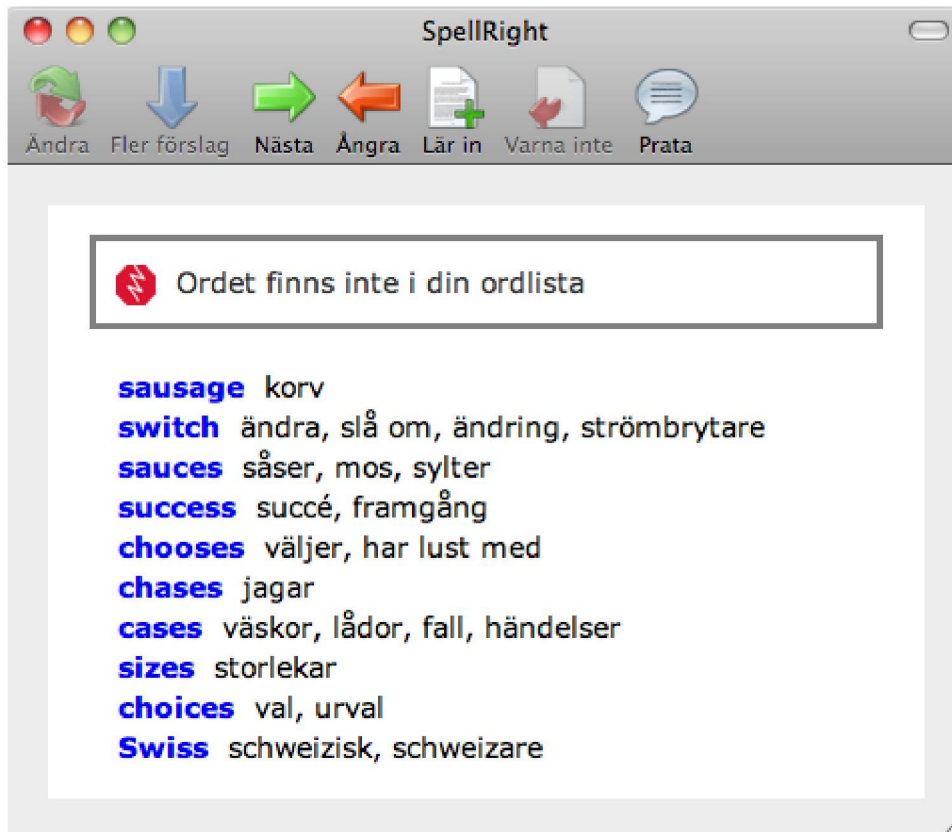 SpellRight
Ändra Fler förslag Nästa Ångra Lär in Varna inte Prata
Ordet finns inte i din ordlista
sausage korv
switch ändra, slå om, ändring, strömbrytare
sauces såser, mos, sylter
success succé, framgång
chooses väljer, har lust med
chases jagar
cases väskor, lådor, fall, händelser
sizes storlekar
choices val, urval
Swiss schweizisk, schweizare